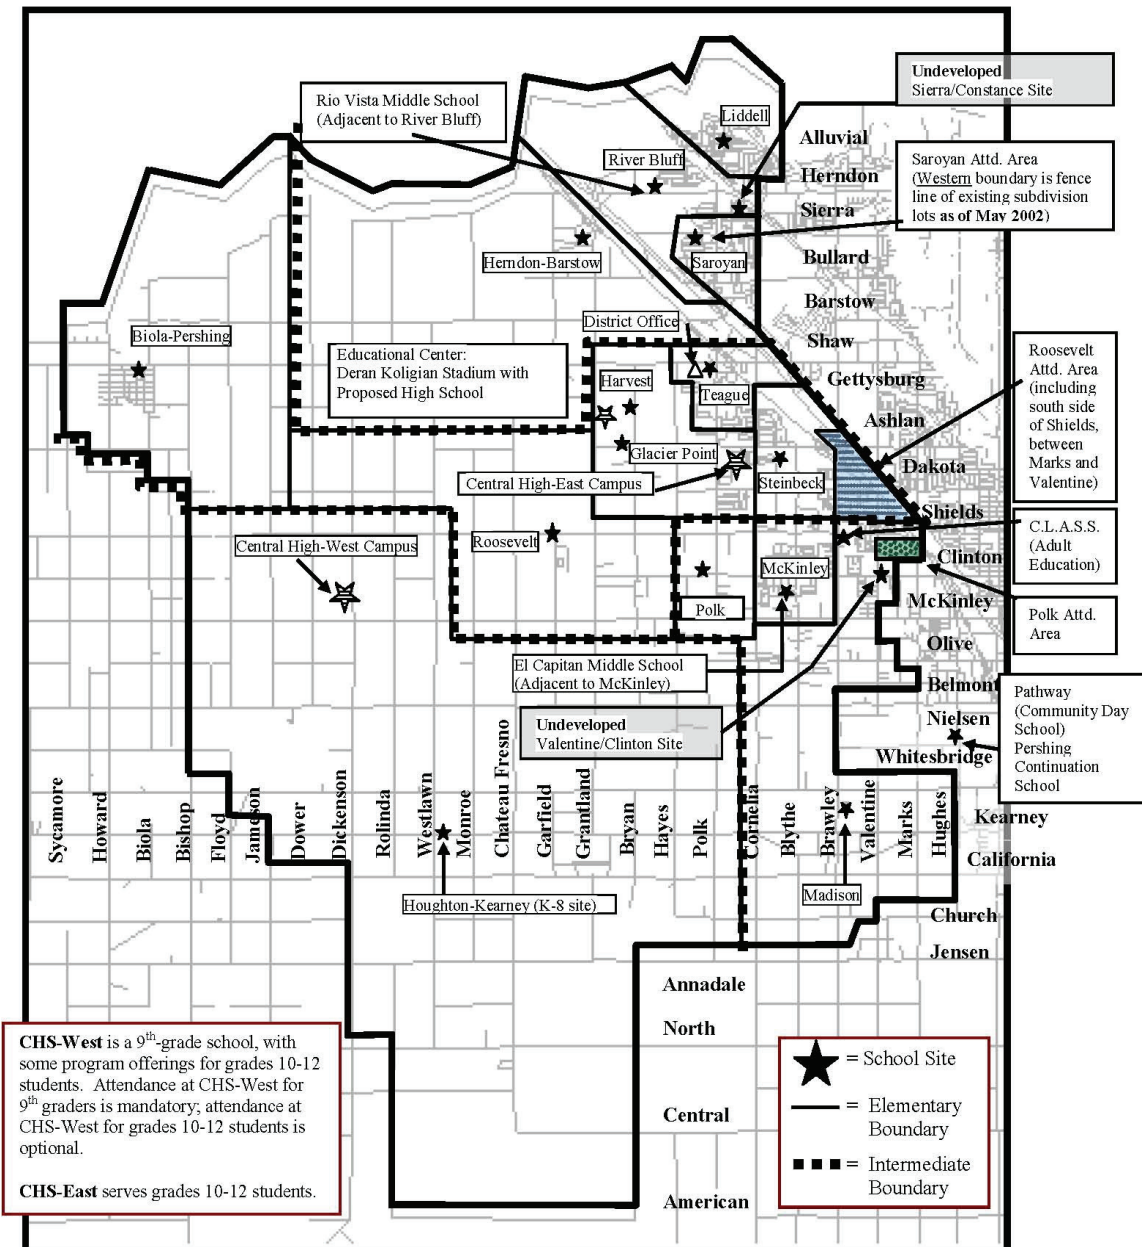 Undeveloped
Sierra/Constance Site
Rio Vista Middle School
(Adjacent to River Bluff)
Liddell
Alluvial
River Bluff
Herndon
Saroyan Attd. Area
(Western boundary is fence
line of existing subdivision
lots as of May 2002)
Sierra
Herndon-Barstow
Saroyan
Bullard
Barstow
District Office
Biola-Pershing
Shaw
Educational Center:
Deran Koligian Stadium with
Proposed High School
Harvest
Teague
Gettysburg
Roosevelt
Attd. Area
(including
south side
of Shields,
between
Marks and
Valentine)
Ashlan
Glacier Point
Dakota
Central High-East Campus
Steinbeck
Shields
C.L.A.S.S.
(Adult
Education)
Central High-West Campus
Roosevelt
Clinton
McKinley
McKinley
Polk
Polk Attd.
Area
Olive
El Capitan Middle School
(Adjacent to McKinley)
Belmont
Undeveloped
Valentine/Clinton Site
Pathway
(Community Day
School)
Pershing
Continuation
School
Nielsen
Whitesbridge
Sycamore
Howard
Biola
Bishop
Floyd
Jameson
Dower
Dickenson
Rolinda
Westlawn
Monroe
Chateau Fresno
Garfield
Grantland
Bryan
Hayes
Polk
Cornelia
Blythe
Brawley
Valentine
Marks
Hughes
Kearney
California
Houghton-Kearney (K-8 site)
Madison
Church
Jensen
Annadale
North
Central
American
CHS-West is a 9th-grade school, with
some program offerings for grades 10-12
students. Attendance at CHS-West for
9th graders is mandatory; attendance at
CHS-West for grades 10-12 students is
optional.
CHS-East serves grades 10-12 students.
= School Site
= Elementary
Boundary
= Intermediate
Boundary